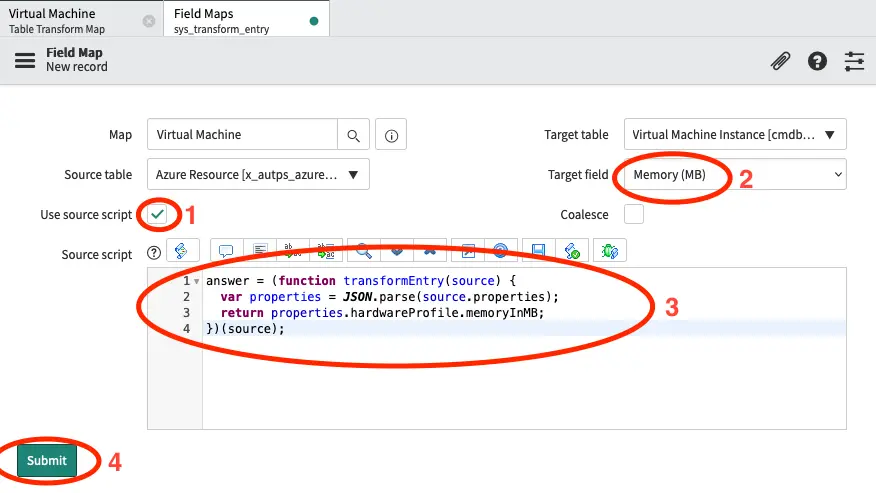 Virtual Machine
Table Transform Map
Field Maps
sys_transform_entry
Field Map
New record
Map
Virtual Machine
Target table
Virtual Machine Instance [cmdb...
Source table
Azure Resource [x_autps_azure...
Target field
Memory (MB)
2
Use source script
1
Coalesce
Source script
1 answer = (function transformEntry(source) {
2 var properties = JSON.parse(source.properties);
3 return properties.hardwareProfile.memoryInMB;
4 })(source);
3
Submit
4